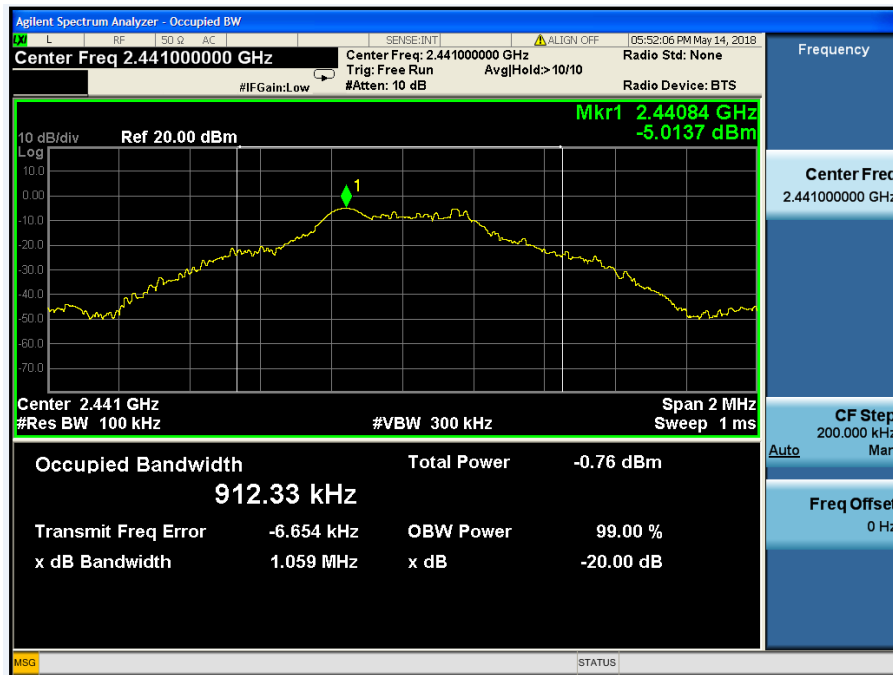 Agilent Spectrum Analyzer - Occupied BW
LXI L RF 50 Ω AC SENSE:INT ALIGN OFF 05:52:06 PM May 14, 2018
Center Freq 2.441000000 GHz
Center Freq: 2.441000000 GHz
Radio Std: None
Trig: Free Run
Avg|Hold:> 10/10
#IFGain:Low
#Atten: 10 dB
Radio Device: BTS
Frequency
Mkr1 2.44084 GHz
-5.0137 dBm
10 dB/div
Ref 20.00 dBm
Log
10.0
0.00
-10.0
-20.0
-30.0
-40.0
-50.0
-60.0
-70.0
1
Center 2.441 GHz
Span 2 MHz
#Res BW 100 kHz
#VBW 300 kHz
Sweep 1 ms
Center Freq
2.441000000 GHz
CF Step
200.000 kHz
Auto Man
Freq Offset
0 Hz
Occupied Bandwidth
Total Power -0.76 dBm
912.33 kHz
Transmit Freq Error -6.654 kHz
OBW Power 99.00 %
x dB Bandwidth 1.059 MHz
x dB -20.00 dB
MSG
STATUS